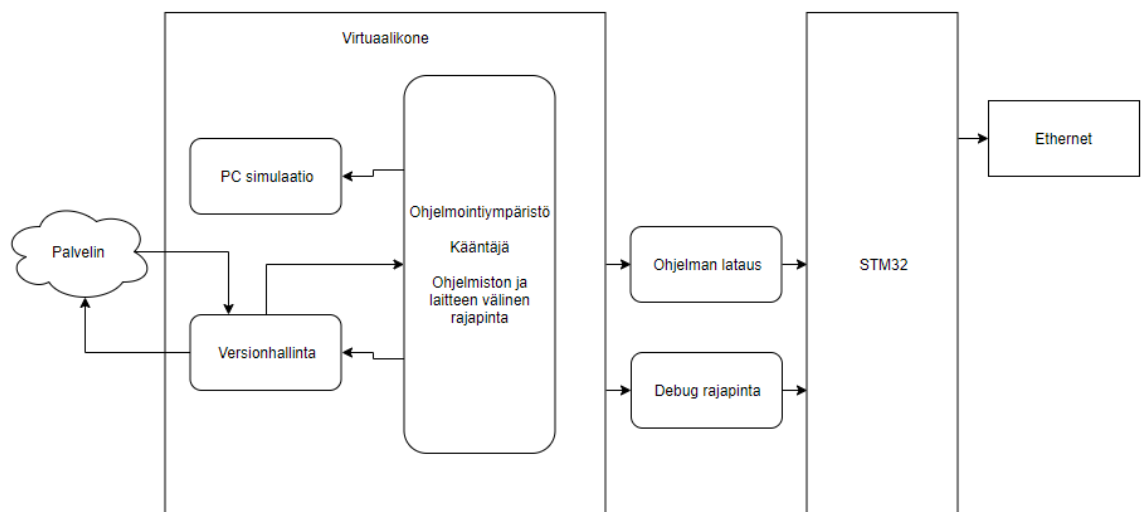 Virtuaalikone
PC simulaatio
Ohjelmointiympäristö
Kääntäjä
Ohjelmiston ja
laitteen välinen
rajapinta
Palvelin
Versionhallinta
Ohjelman lataus
Debug rajapinta
STM32
Ethernet